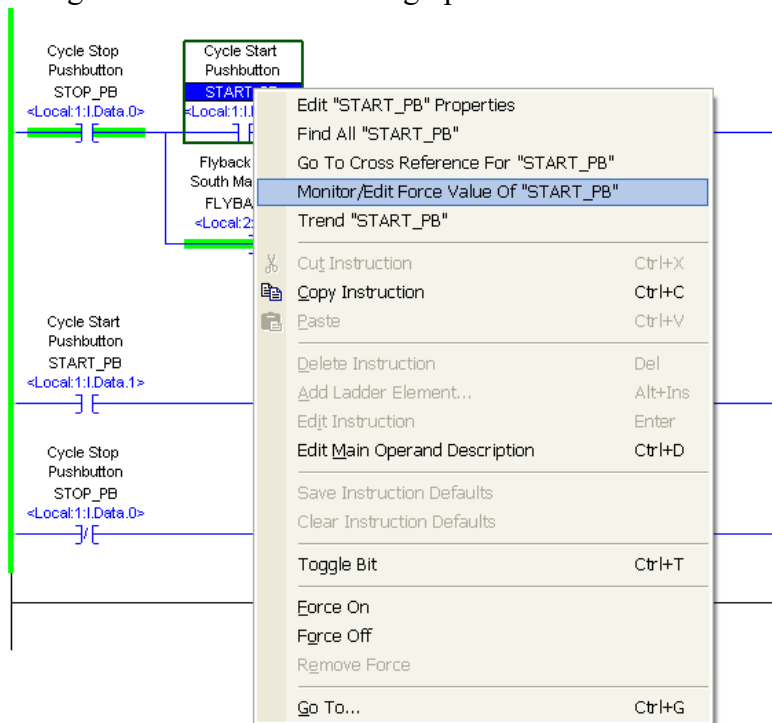 Cycle Stop
Pushbutton
STOP_PB
<Local:1:I.Data.0>
Cycle Start
Pushbutton
START
<Local:1:I.
Flyback
South Ma
FLYBA
<Local:2:
Cycle Start
Pushbutton
START_PB
<Local:1:I.Data.1>
Cycle Stop
Pushbutton
STOP_PB
<Local:1:I.Data.0>
Edit "START_PB" Properties
Find All "START_PB"
Go To Cross Reference For "START_PB"
Monitor/Edit Force Value Of "START_PB"
Trend "START_PB"
Cut Instruction Ctrl+X
Copy Instruction Ctrl+C
Paste Ctrl+V
Delete Instruction Del
Add Ladder Element... Alt+Ins
Edit Instruction Enter
Edit Main Operand Description Ctrl+D
Save Instruction Defaults
Clear Instruction Defaults
Toggle Bit Ctrl+T
Force On
Force Off
Remove Force
Go To... Ctrl+G